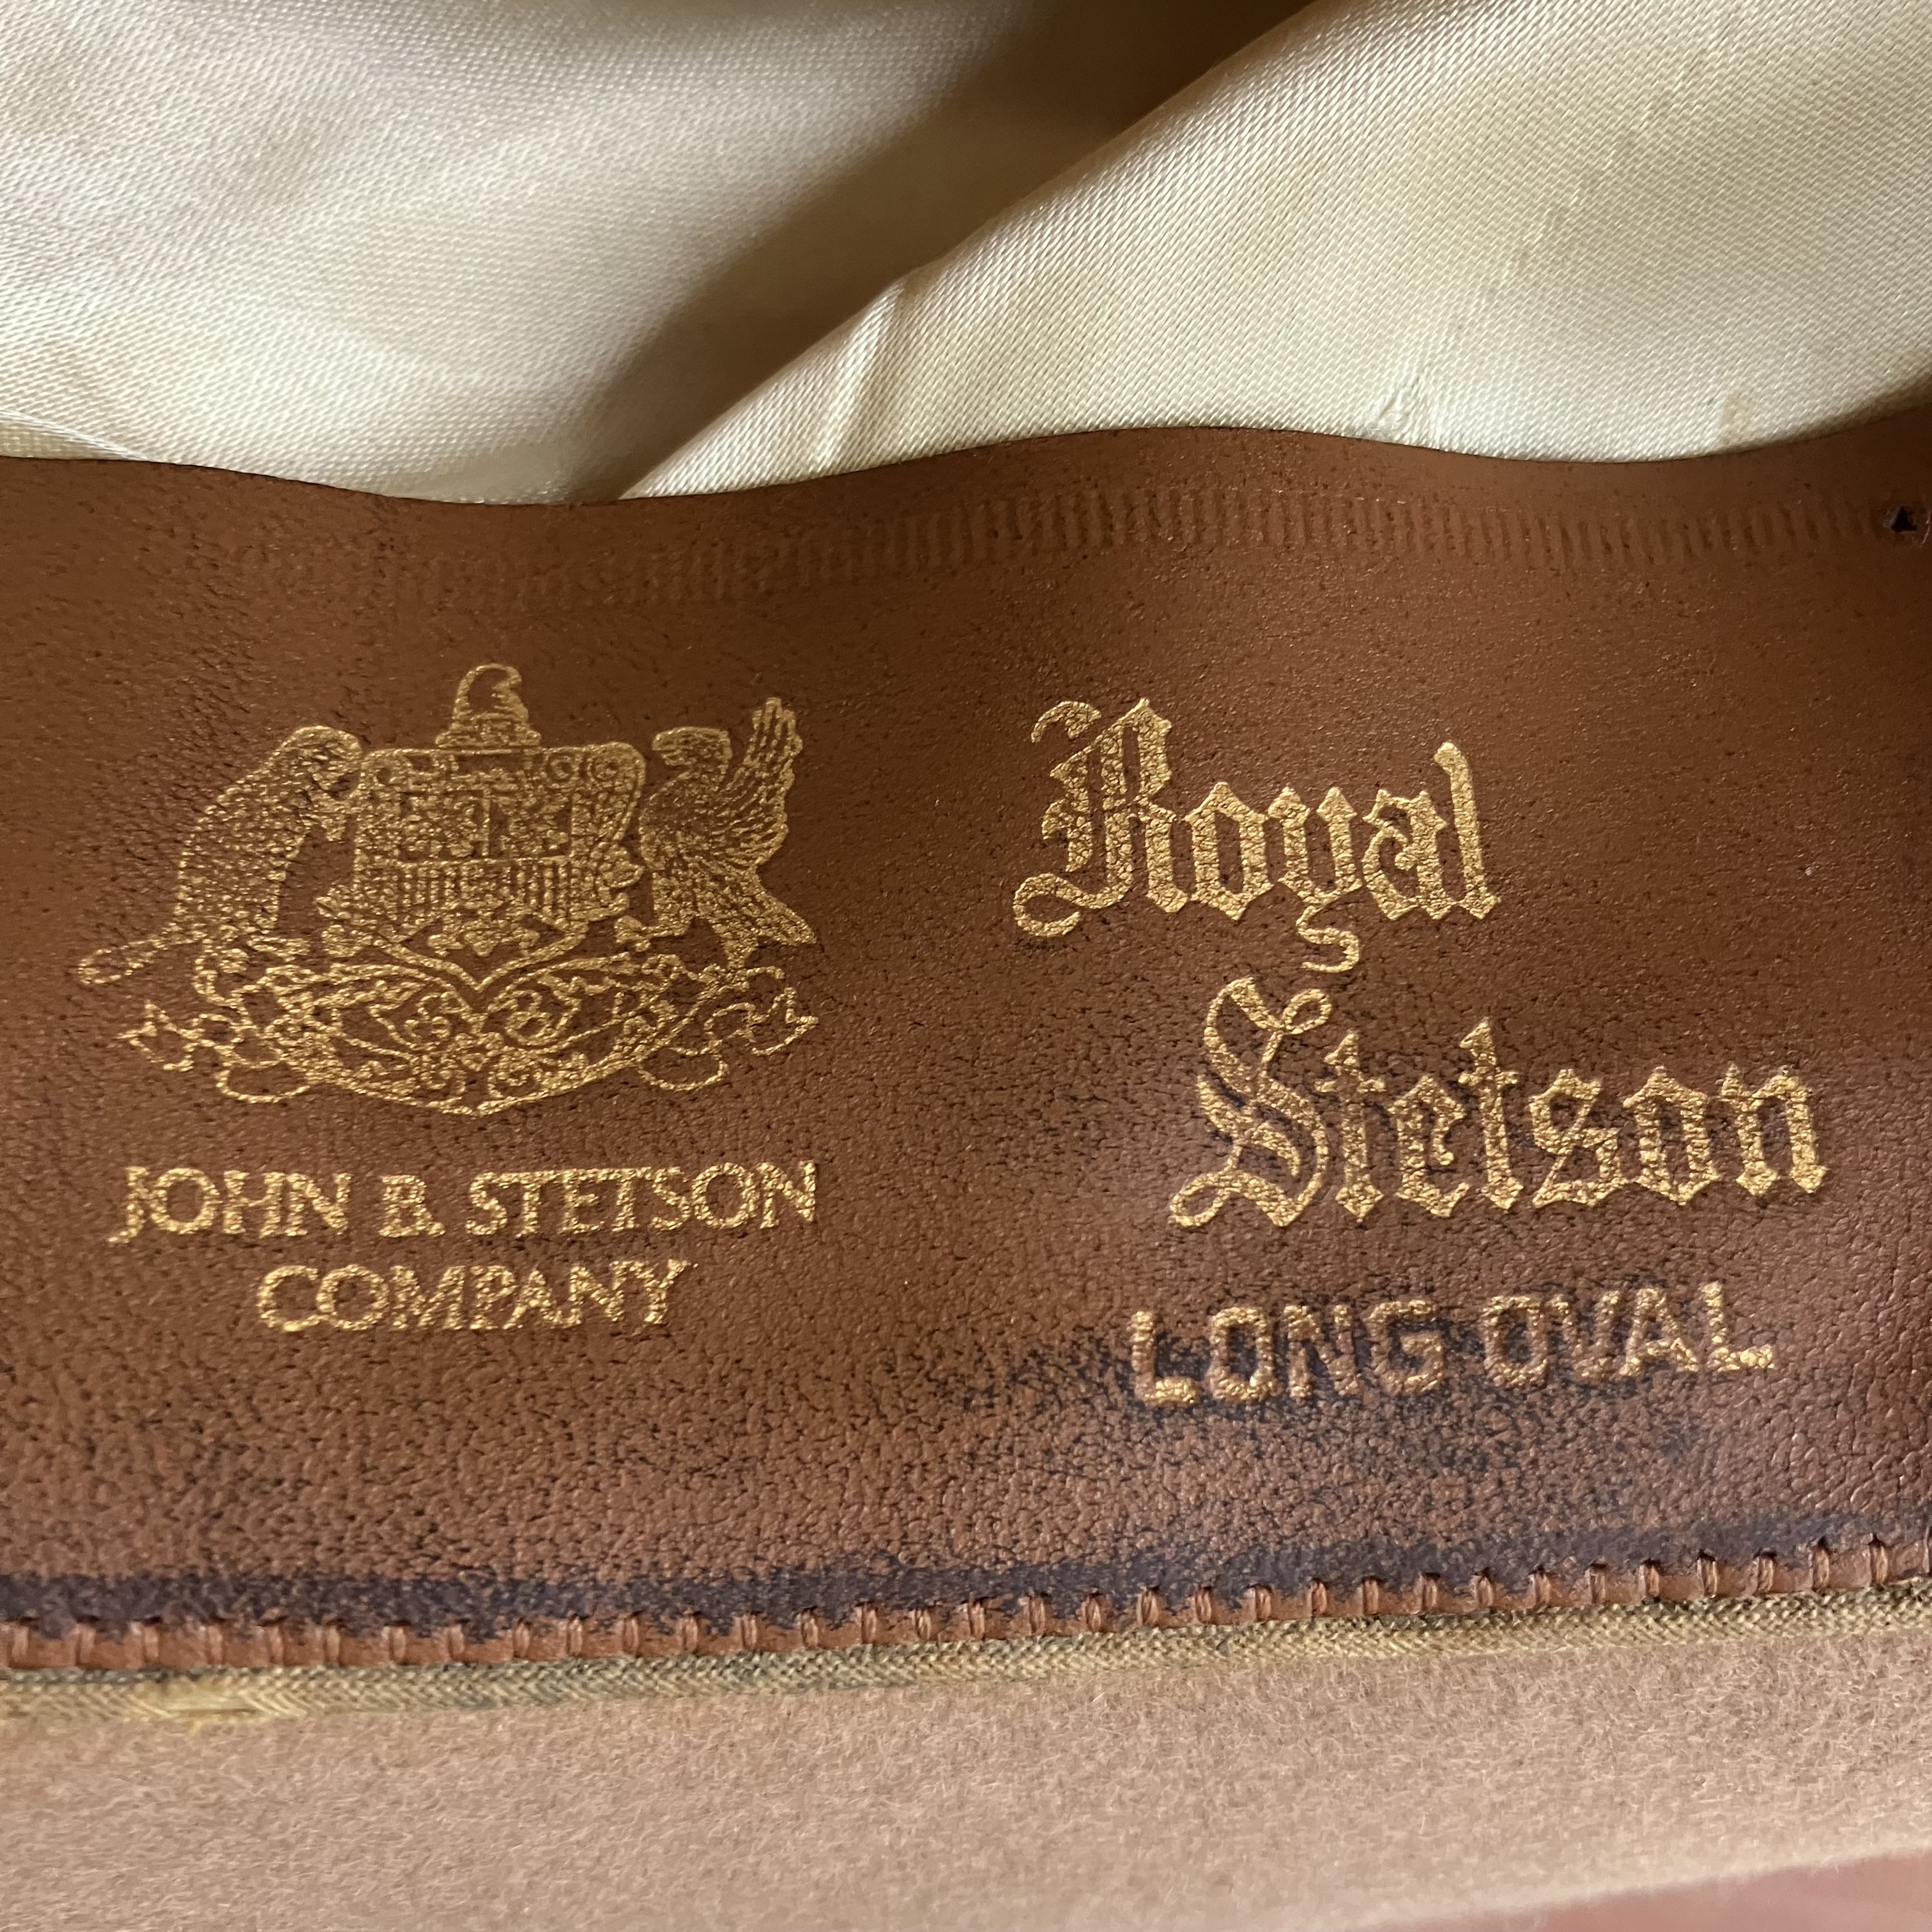 JOHN B. STETSON
COMPANY
Royal
Stetson
LONG OVAL